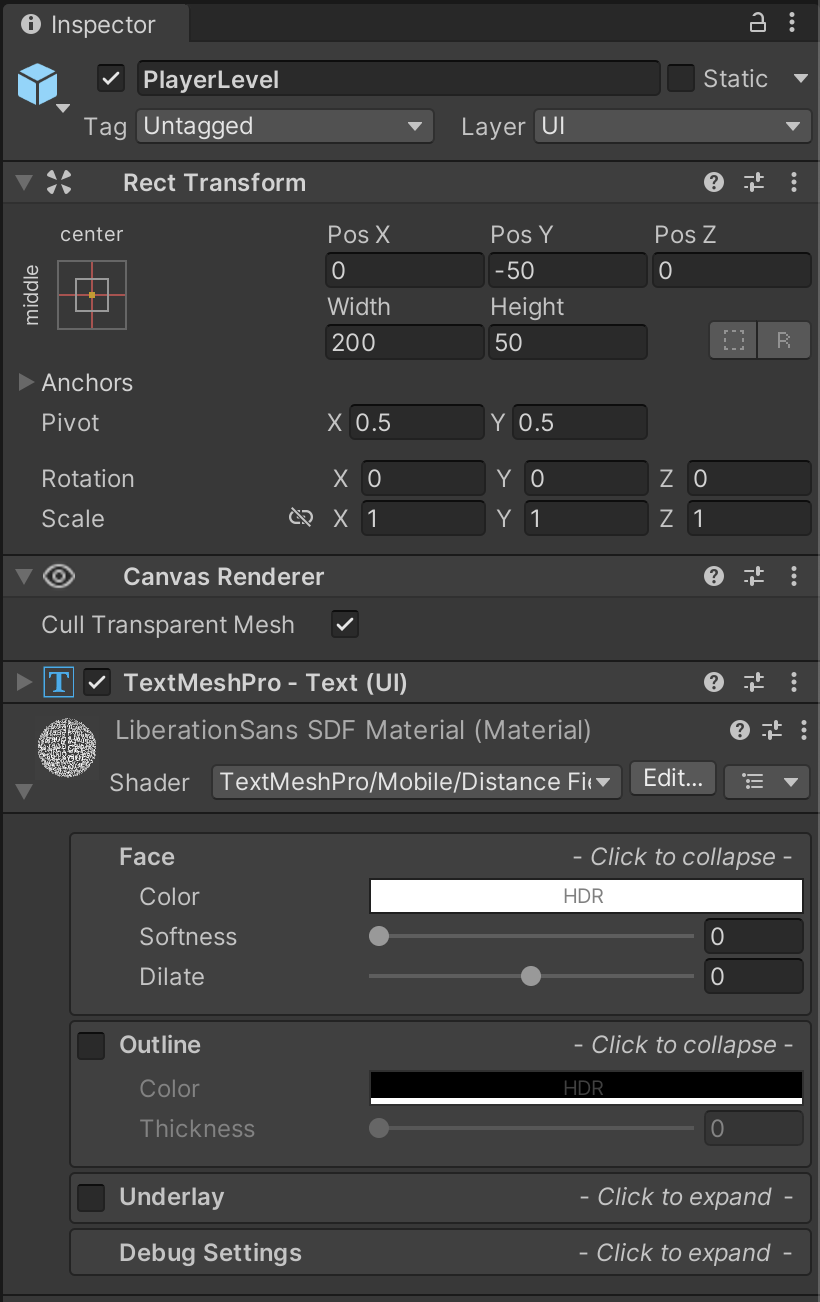 Inspector
PlayerLevel
Static
Tag Untagged Layer UI
Rect Transform
center
middle
Pos X Pos Y Pos Z
0 -50 0
Width Height
200 50
R
Anchors
Pivot X 0.5 Y 0.5
Rotation X 0 Y 0 Z 0
Scale X 1 Y 1 Z 1
Canvas Renderer
Cull Transparent Mesh
T TextMeshPro - Text (UI)
LiberationSans SDF Material (Material)
Shader TextMeshPro/Mobile/Distance Fi Edit...
Face - Click to collapse -
Color HDR
Softness 0
Dilate 0
Outline - Click to collapse -
Color HDR
Thickness 0
Underlay - Click to expand -
Debug Settings - Click to expand -